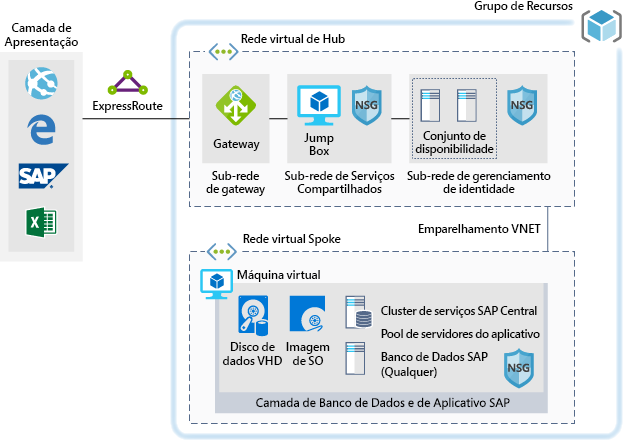 Grupo de Recursos
Camada de
Apresentação
SAP
ExpressRoute
Rede virtual de Hub
Gateway
Sub-rede
de gateway
Jump
Box
NSG
Sub-rede de Serviços
Compartilhados
Conjunto de
disponibilidade
NSG
Sub-rede de gerenciamento
de identidade
Emparelhamento VNET
Rede virtual Spoke
Máquina virtual
Disco de
dados VHD
Imagem
de SO
Cluster de serviços SAP Central
Pool de servidores do aplicativo
Banco de Dados SAP
(Qualquer)
NSG
Camada de Banco de Dados e de Aplicativo SAP